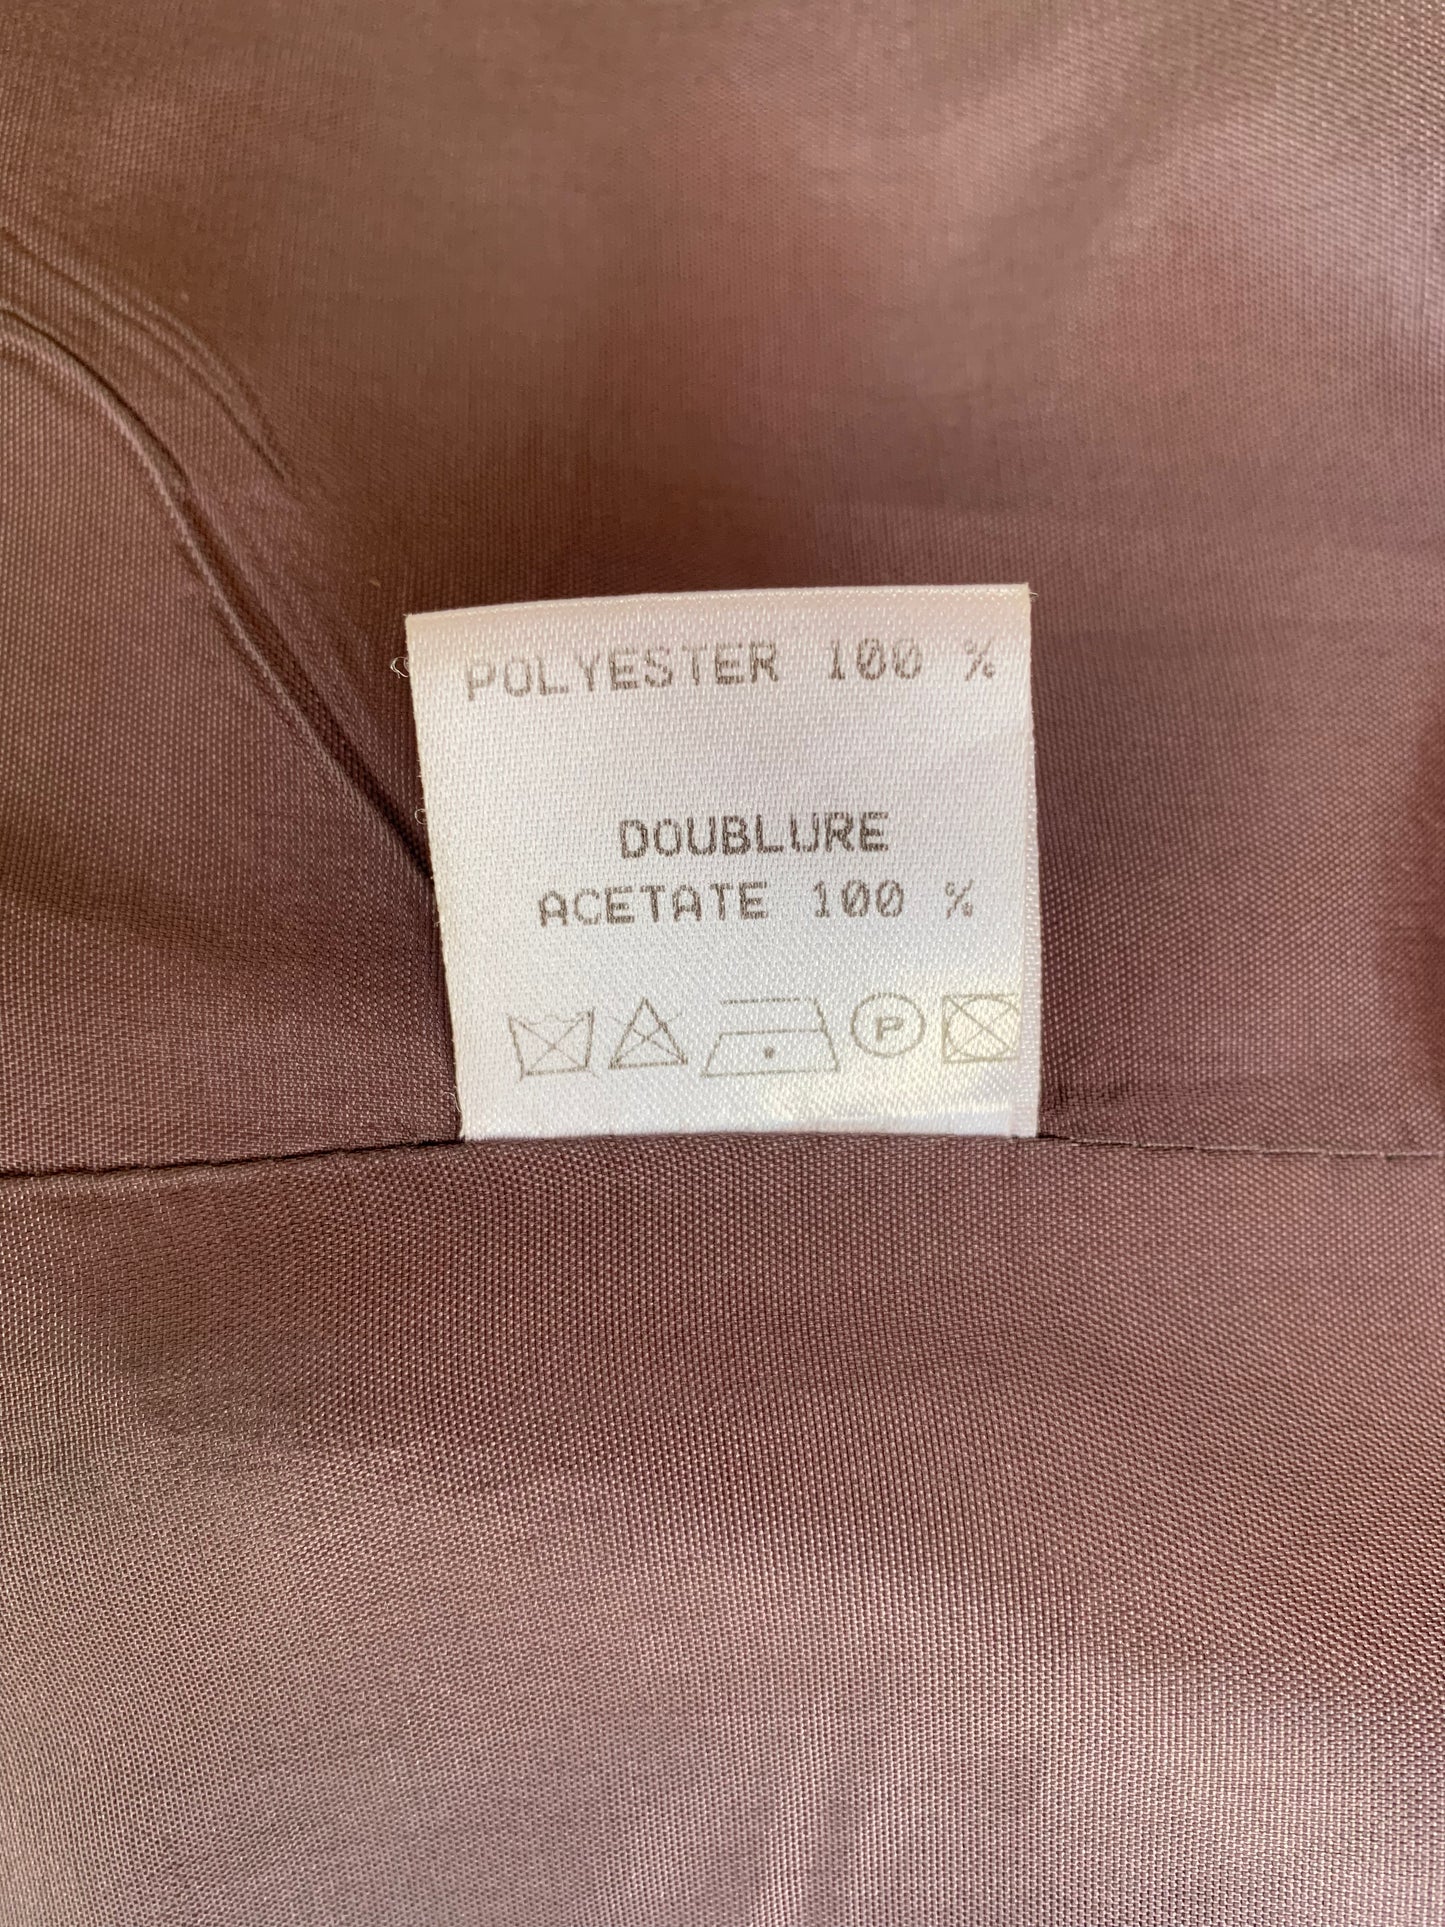 POLYESTER 100 %
DOUBLURE
ACETATE 100 %
P